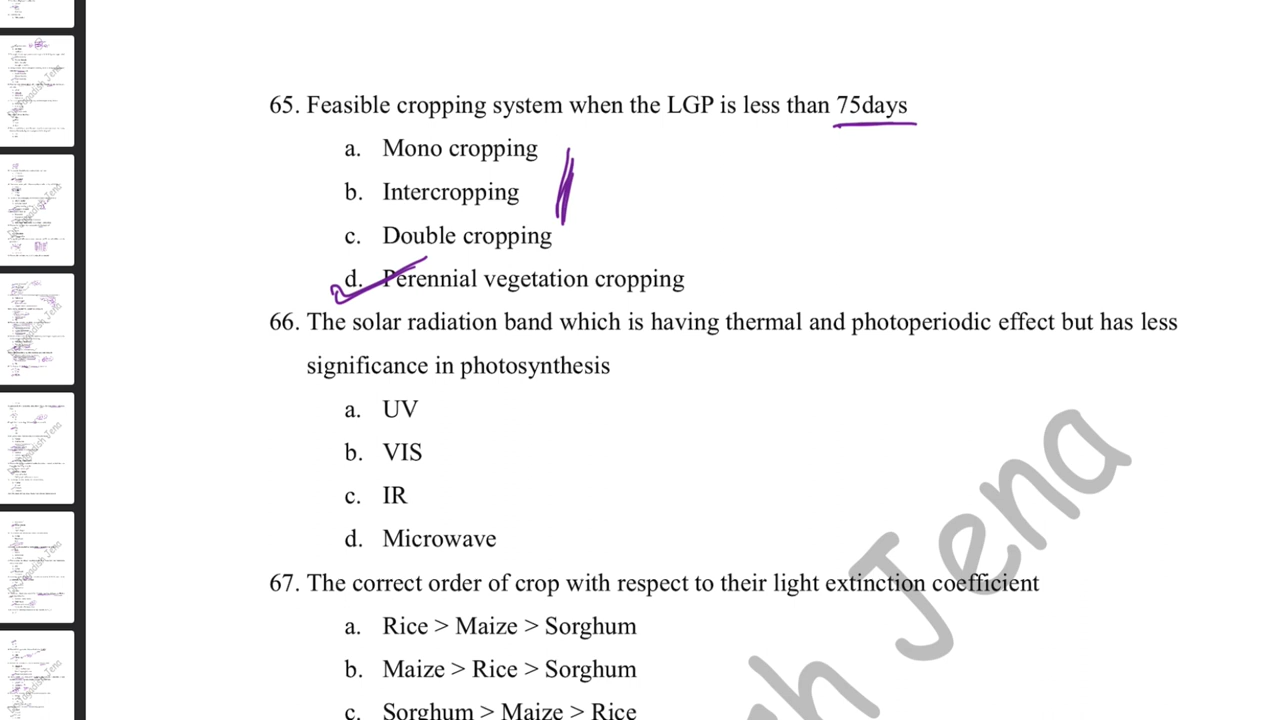 65. Feasible cropping system when the LGP is less than 75days
a. Mono cropping
b. Intercropping
c. Double cropping
d. Perennial vegetation cropping
66. The solar radiation band which is having thermal and photoperiodic effect but has less
significance in photosynthesis
a. UV
b. VIS
c. IR
d. Microwave
67. The correct order of crop with respect to their light extinction coefficient
a. Rice > Maize > Sorghum
b. Maize > Rice > Sorghum
c. Sorghum > Maize > Rice
h Jena